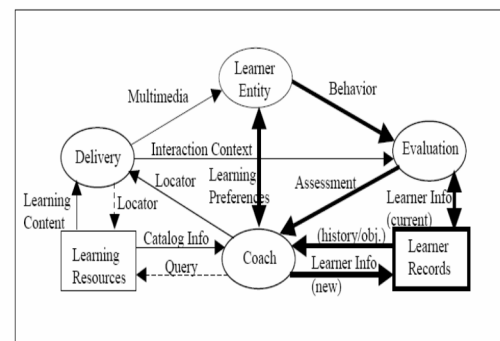 Learner
Entity
Multimedia
Behavior
Delivery
Interaction Context
Evaluation
Locator
Learning
Preferences
Assessment
Learning
Content
Locator
Learner Info
(current)
Learning
Resources
Catalog Info
Query
Coach
(history/obj.)
Learner Info
(new)
Learner
Records